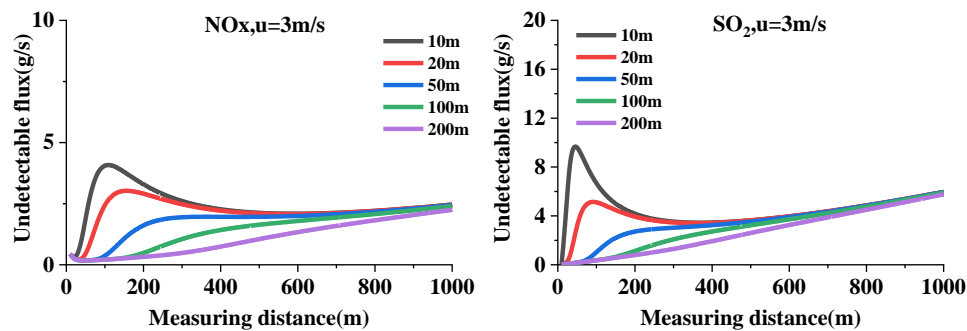 NOx,u=3m/s
10
5
0
Undetectable flux(g/s)
10m
20m
50m
100m
200m
0 200 400 600 800 1000
Measuring distance(m)
SO₂,u=3m/s
20
16
12
8
4
0
Undetectable flux(g/s)
10m
20m
50m
100m
200m
0 200 400 600 800 1000
Measuring distance(m)